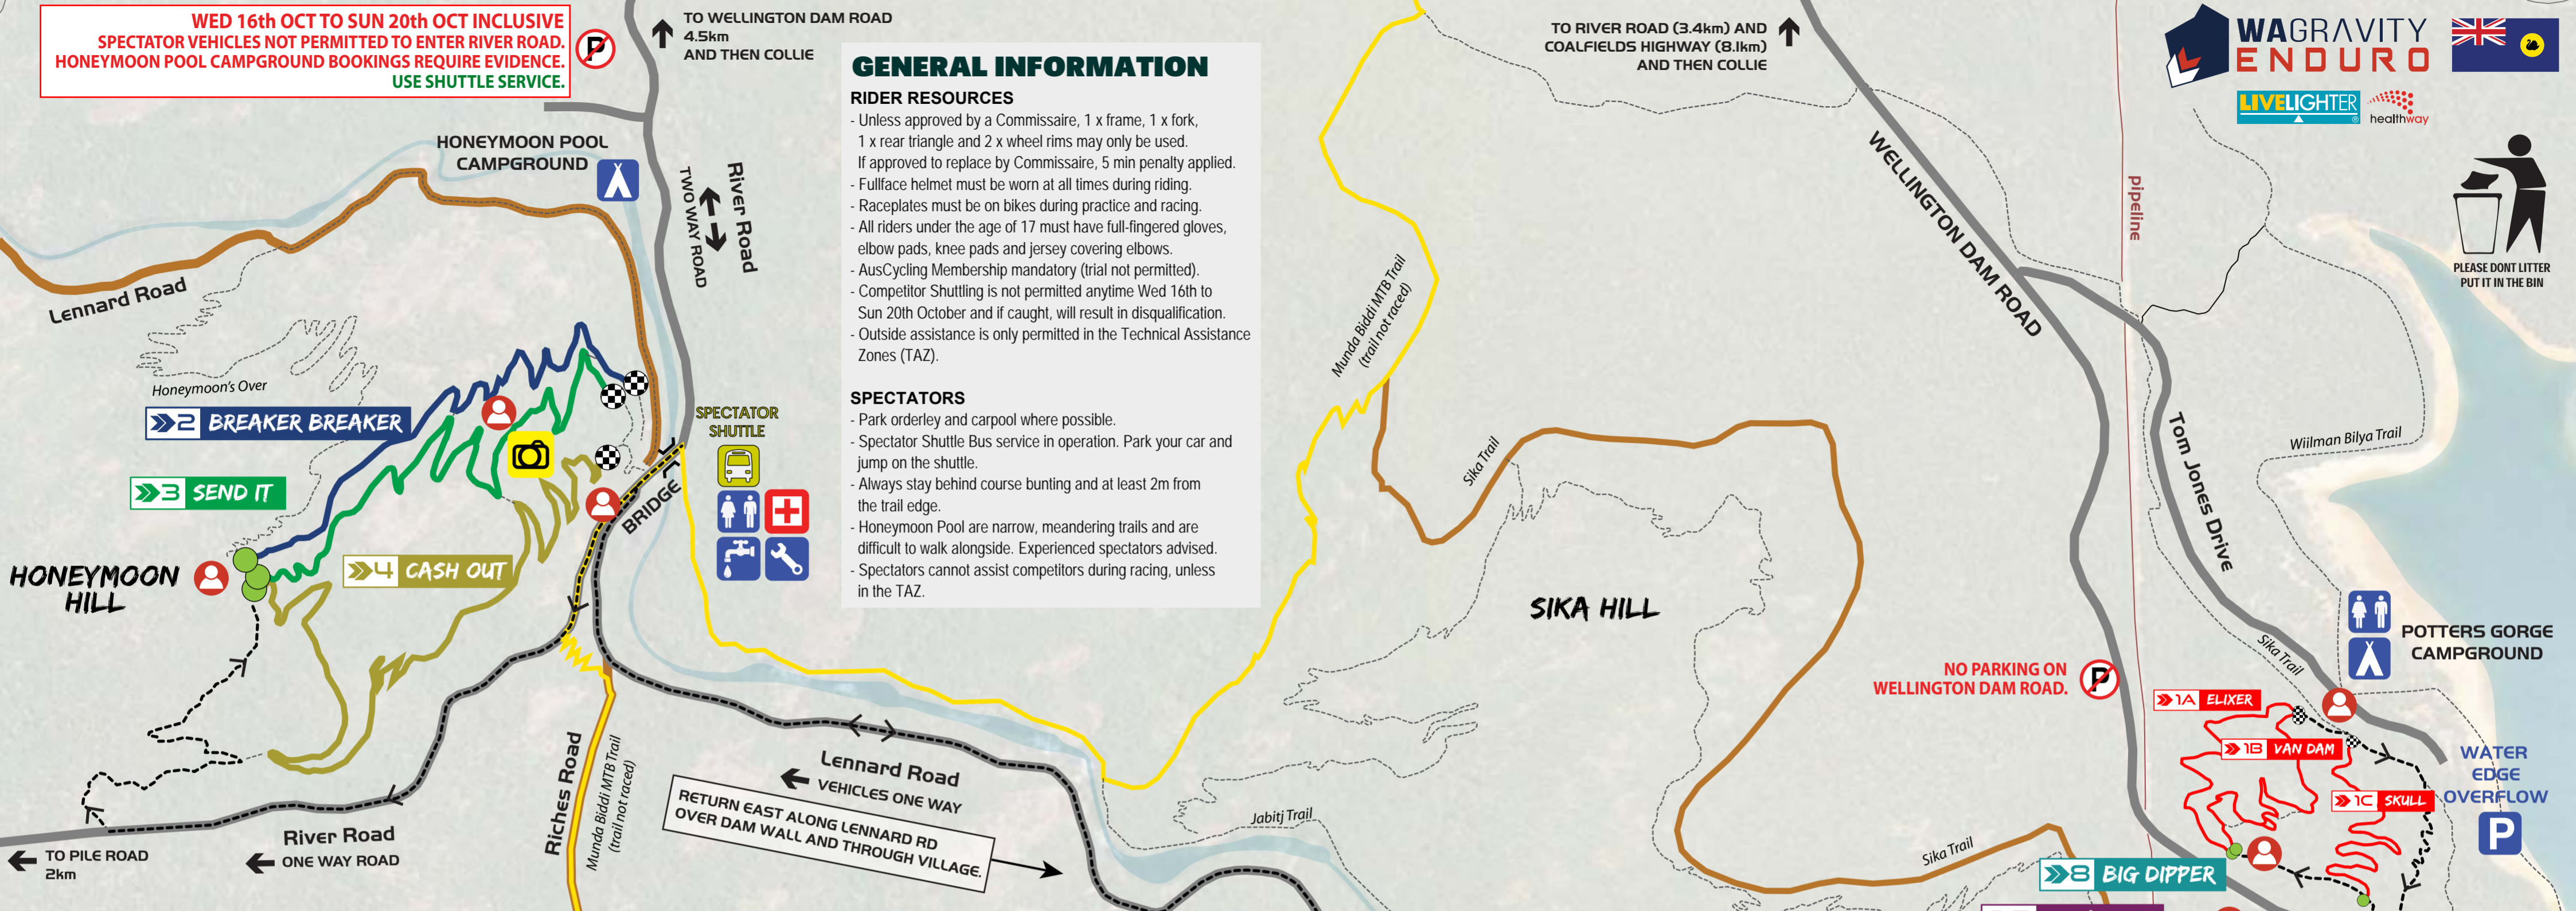 WED 16th OCT TO SUN 20th OCT INCLUSIVE
SPECTATOR VEHICLES NOT PERMITTED TO ENTER RIVER ROAD.
HONEYMOON POOL CAMPGROUND BOOKINGS REQUIRE EVIDENCE.
USE SHUTTLE SERVICE.
P
TO WELLINGTON DAM ROAD
4.5km
AND THEN COLLIE
HONEYMOON POOL
CAMPGROUND
River Road
TWO WAY ROAD
Lennard Road
Honeymoon's Over
2 BREAKER BREAKER
3 SEND IT
4 CASH OUT
HONEYMOON
HILL
BRIDGE
SPECTATOR
SHUTTLE
GENERAL INFORMATION
RIDER RESOURCES
- Unless approved by a Commissaire, 1 x frame, 1 x fork,
1 x rear triangle and 2 x wheel rims may only be used.
If approved to replace by Commissaire, 5 min penalty applied.
- Fullface helmet must be worn at all times during riding.
- Raceplates must be on bikes during practice and racing.
- All riders under the age of 17 must have full-fingered gloves,
elbow pads, knee pads and jersey covering elbows.
- AusCycling Membership mandatory (trial not permitted).
- Competitor Shuttling is not permitted anytime Wed 16th to
Sun 20th October and if caught, will result in disqualification.
- Outside assistance is only permitted in the Technical Assistance
Zones (TAZ).
SPECTATORS
- Park orderley and carpool where possible.
- Spectator Shuttle Bus service in operation. Park your car and
jump on the shuttle.
- Always stay behind course bunting and at least 2m from
the trail edge.
- Honeymoon Pool are narrow, meandering trails and are
difficult to walk alongside. Experienced spectators advised.
- Spectators cannot assist competitors during racing, unless
in the TAZ.
TO PILE ROAD
2km
River Road
ONE WAY ROAD
Riches Road
Munda Biddi MTB Trail
(trail not raced)
Lennard Road
VEHICLES ONE WAY
RETURN EAST ALONG LENNARD RD
OVER DAM WALL AND THROUGH VILLAGE.
Jabitj Trail
Munda Biddi MTB Trail
(trail not raced)
Sika Trail
SIKA HILL
Sika Trail
TO RIVER ROAD (3.4km) AND
COALFIELDS HIGHWAY (8.1km)
AND THEN COLLIE
WELLINGTON DAM ROAD
pipeline
WAGRAVITY
ENDURO
LIVELIGHTER
®
healthway
PLEASE DONT LITTER
PUT IT IN THE BIN
Tom Jones Drive
Wiilman Bilya Trail
Sika Trail
POTTERS GORGE
CAMPGROUND
NO PARKING ON
WELLINGTON DAM ROAD.
P
1A ELIXER
1B VAN DAM
1C SKULL
WATER
EDGE
OVERFLOW
P
8 BIG DIPPER